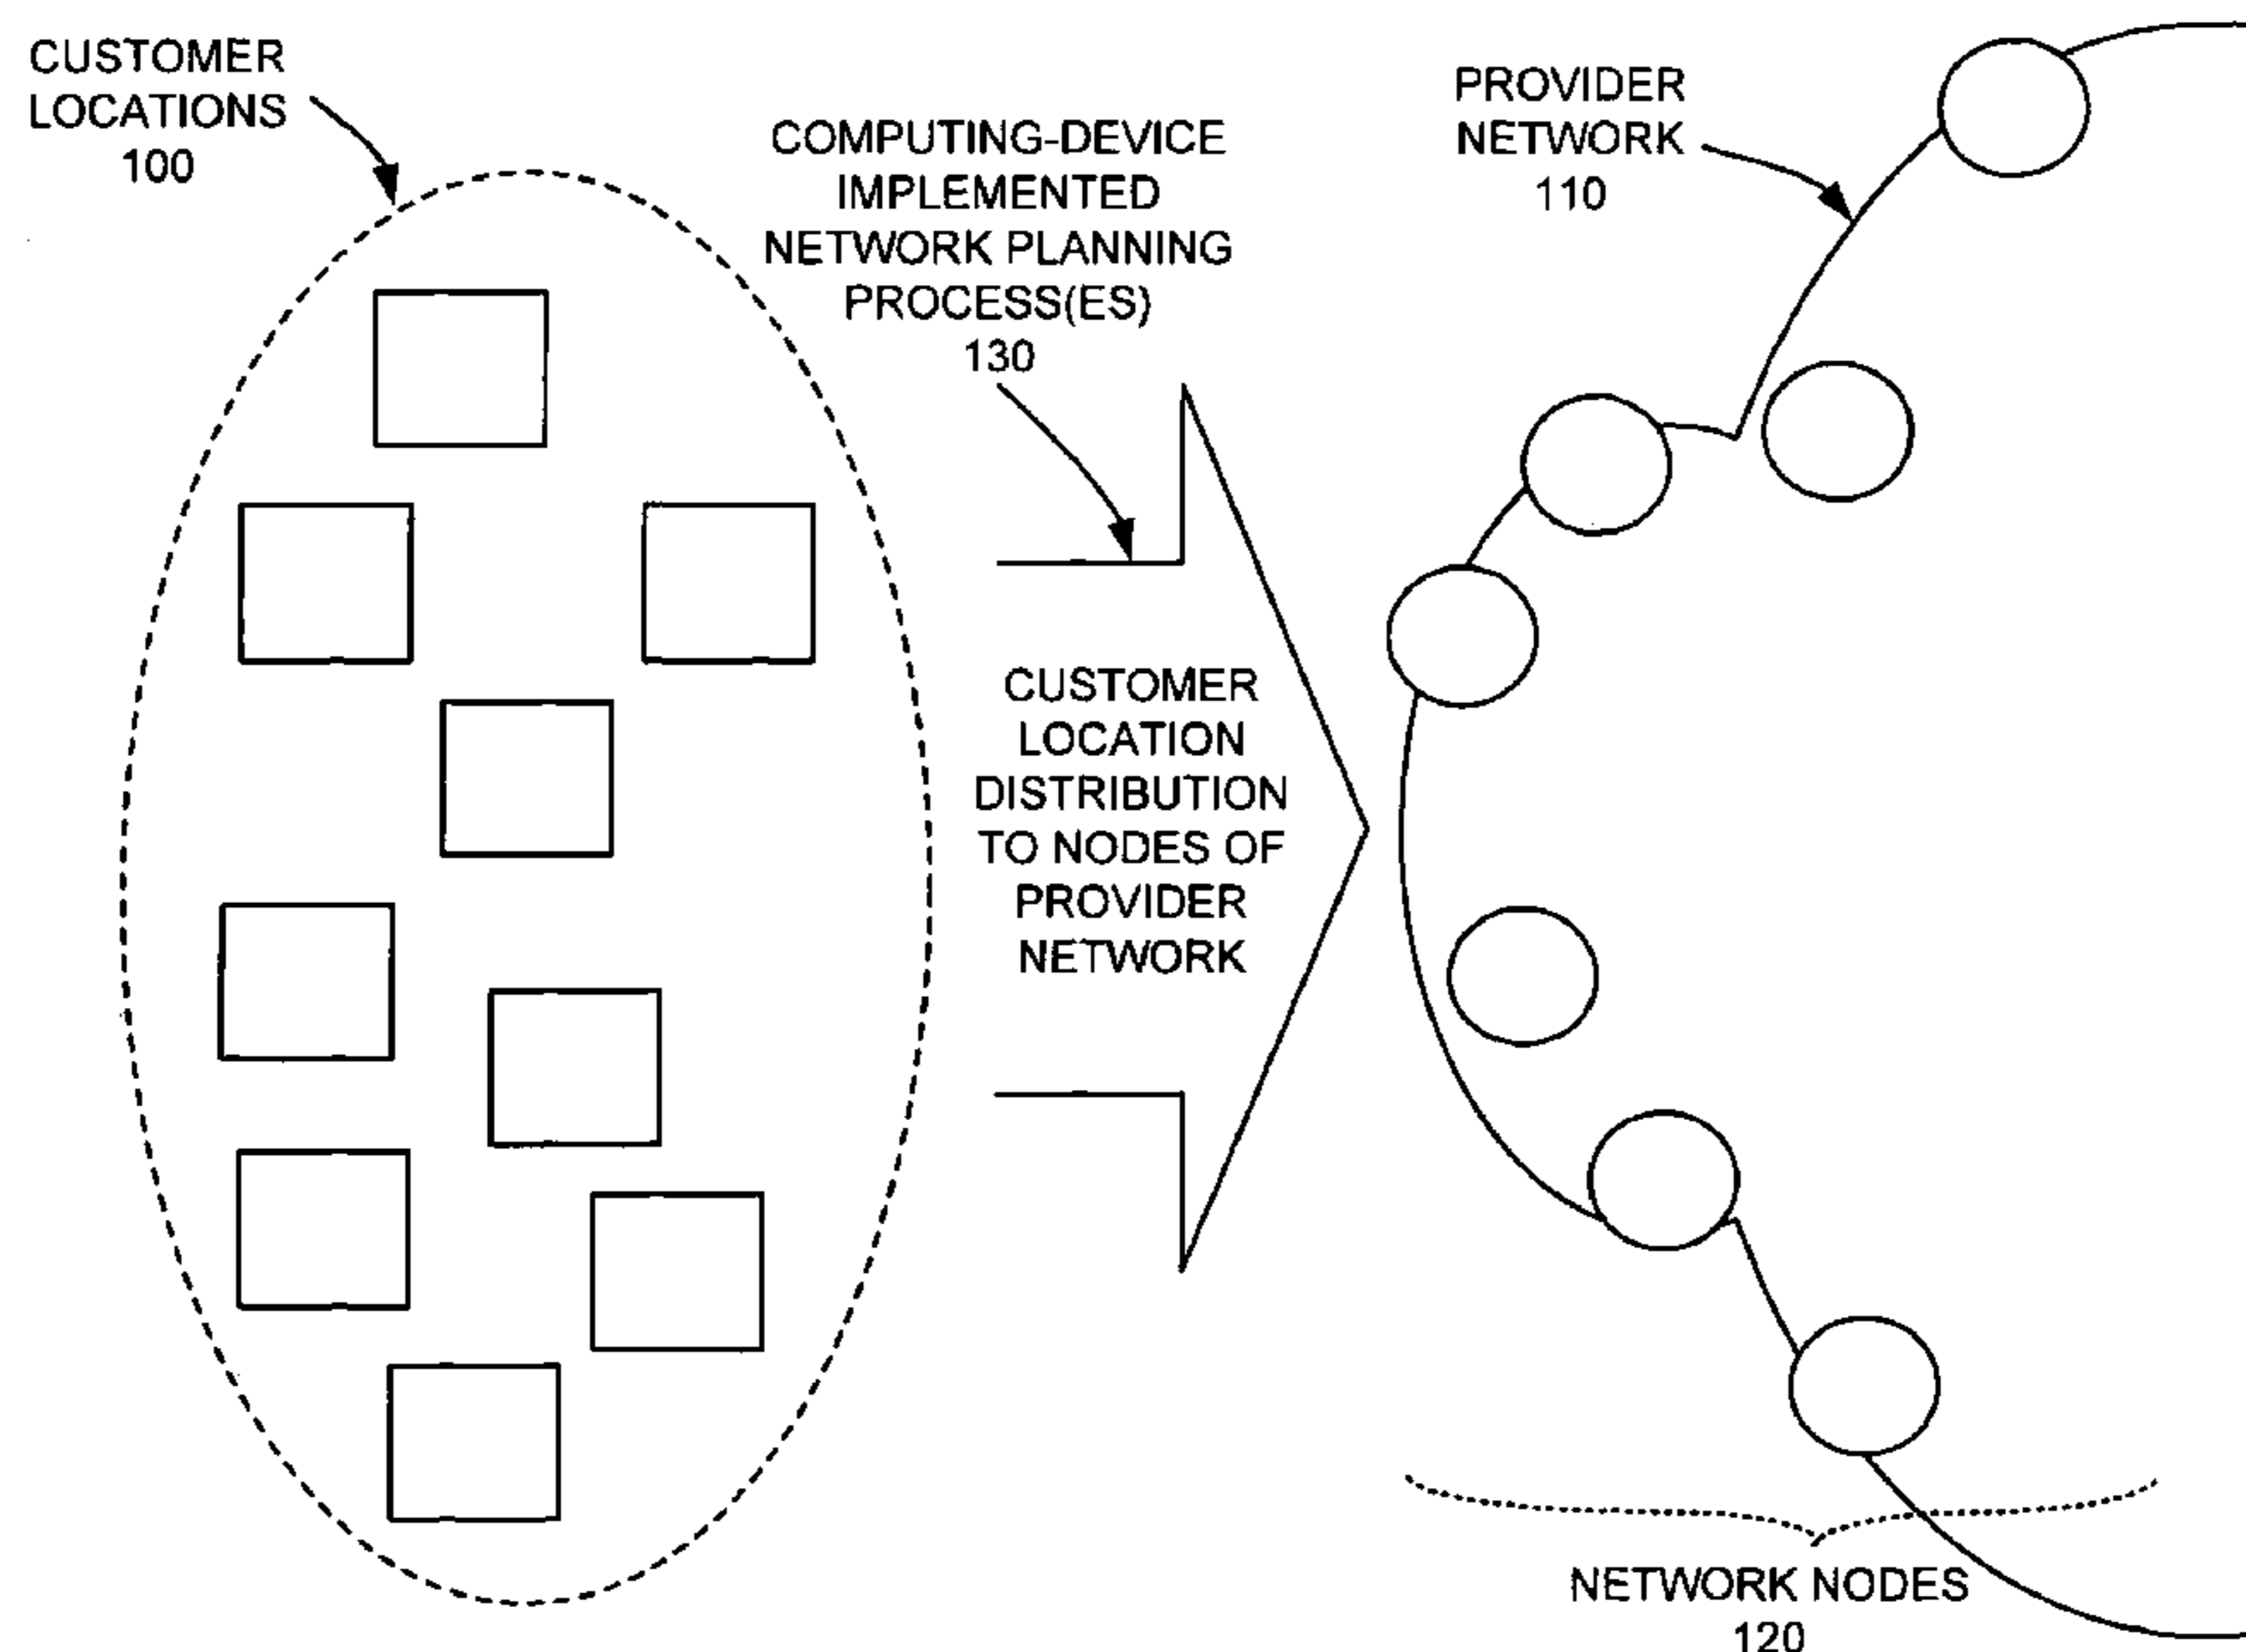 CUSTOMER
LOCATIONS
100
COMPUTING-DEVICE
IMPLEMENTED
NETWORK PLANNING
PROCESS(ES)
130
PROVIDER
NETWORK
110
CUSTOMER
LOCATION
DISTRIBUTION
TO NODES OF
PROVIDER
NETWORK
NETWORK NODES
120